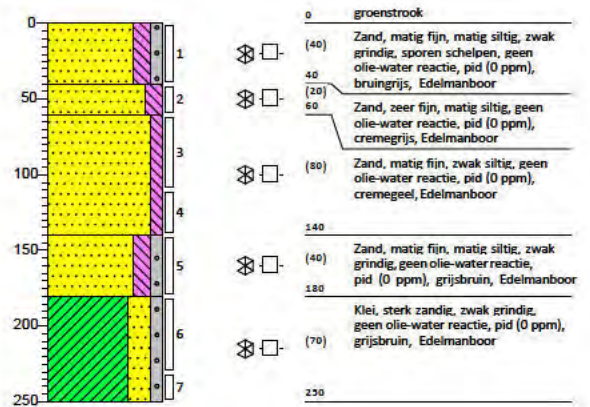 0 groenstrook
0
(40) Zand, matig fijn, matig siltig, zwak
grindig, sporen schelpen, geen
olie-water reactie, pid (0 ppm),
bruingrijs, Edelmanboor
1
40
50
2
(20)
60
Zand, zeer fijn, matig siltig, geen
olie-water reactie, pid (0 ppm),
cremegrijs, Edelmanboor
3
100
(80) Zand, matig fijn, zwak siltig, geen
olie-water reactie, pid (0 ppm),
cremegeel, Edelmanboor
4
140
150
5
(40) Zand, matig fijn, matig siltig, zwak
grindig, geen olie-water reactie,
pid (0 ppm), grijsbruin, Edelmanboor
180
200
6
(70) Klei, sterk zandig, zwak grindig,
geen olie-water reactie, pid (0 ppm),
grijsbruin, Edelmanboor
7
250
250